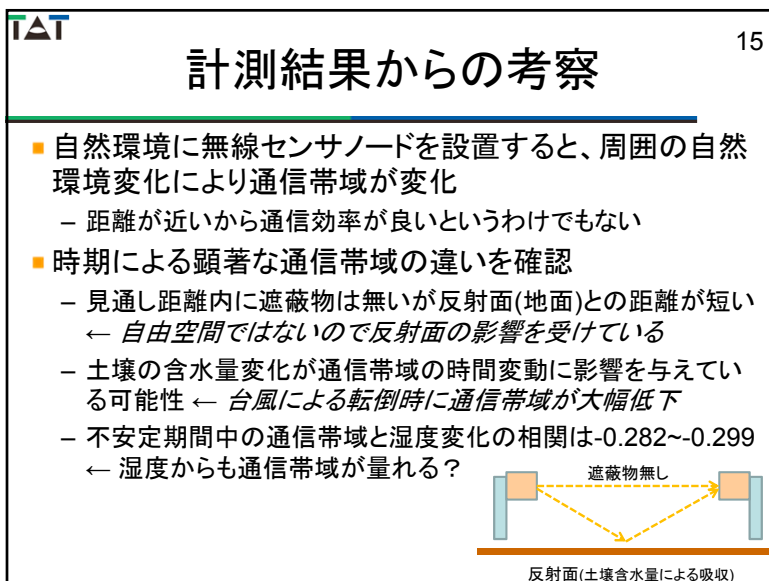 TAT
15
計測結果からの考察
自然環境に無線センサノードを設置すると、周囲の自然
環境変化により通信帯域が変化
– 距離が近いから通信効率が良いというわけでもない
時期による顕著な通信帯域の違いを確認
– 見通し距離内に遮蔽物は無いが反射面(地面)との距離が短い
← 自由空間ではないので反射面の影響を受けている
– 土壌の含水量変化が通信帯域の時間変動に影響を与えてい
る可能性 ← 台風による転倒時に通信帯域が大幅低下
– 不安定期間中の通信帯域と湿度変化の相関は-0.282~-0.299
← 湿度からも通信帯域が量れる？
遮蔽物無し
反射面(土壌含水量による吸収)